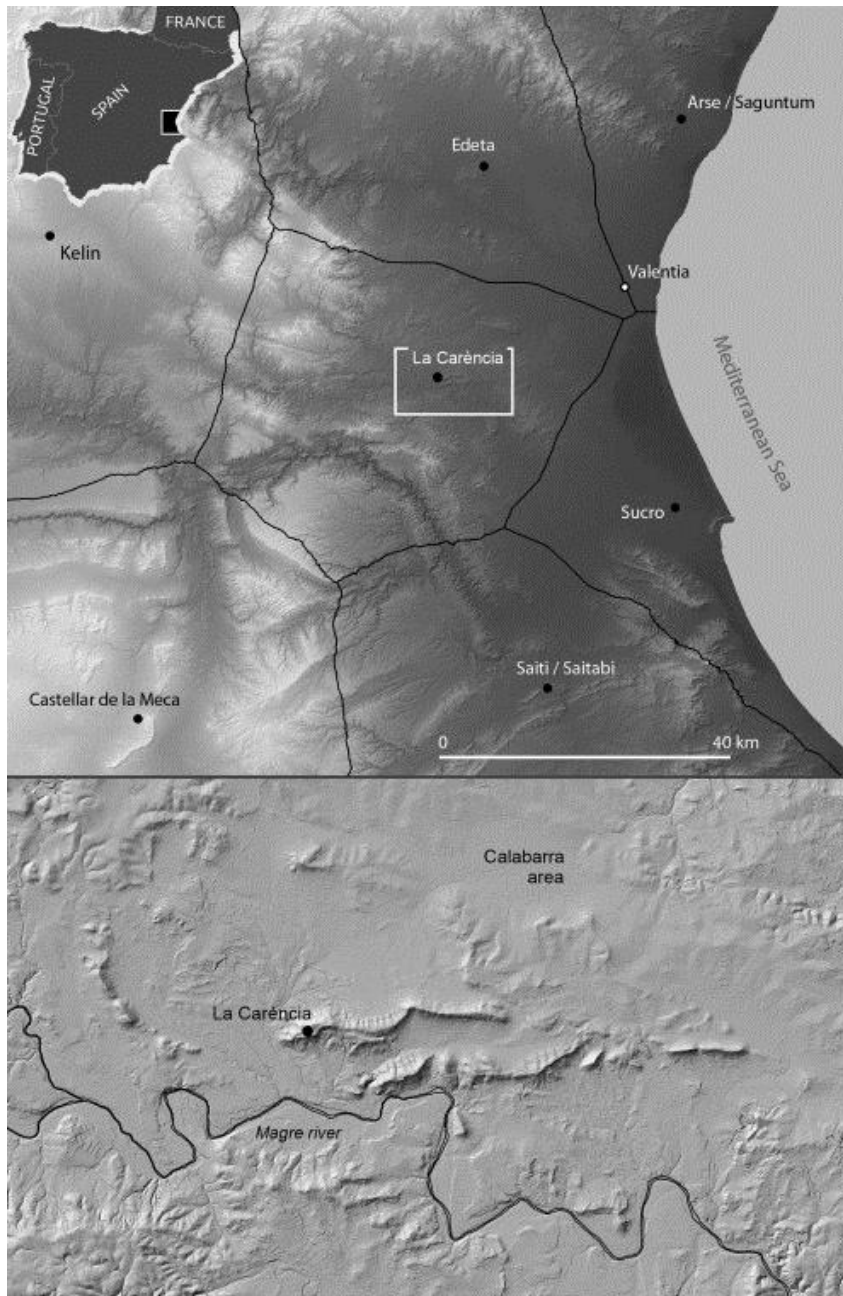 FRANCE
SPAIN
PORTUGAL
Arse / Saguntum
Edeta
Kelin
Valentia
La Carència
Mediterranean Sea
Sucro
Saiti / Saitabi
Castellar de la Meca
0 40 km
Calabarra
area
La Carència
Magre river